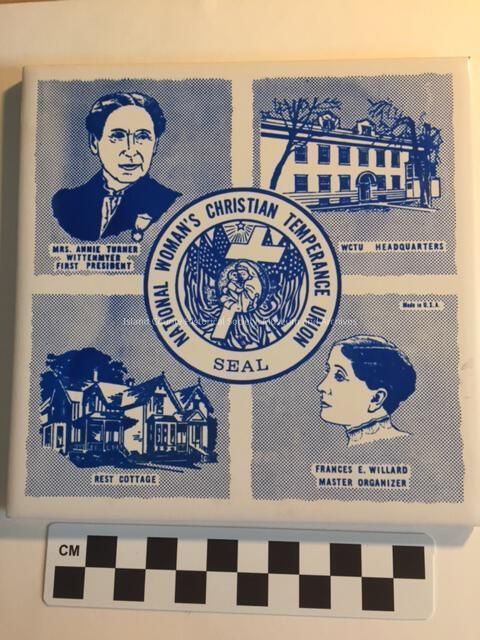 MRS. ANNIE TURNER
WITTENMYER
FIRST PRESIDENT
WCTU HEADQUARTERS
NATIONAL WOMAN'S CHRISTIAN TEMPERANCE UNION
SEAL
Made in U.S.A.
REST COTTAGE
FRANCES E. WILLARD
MASTER ORGANIZER
CM